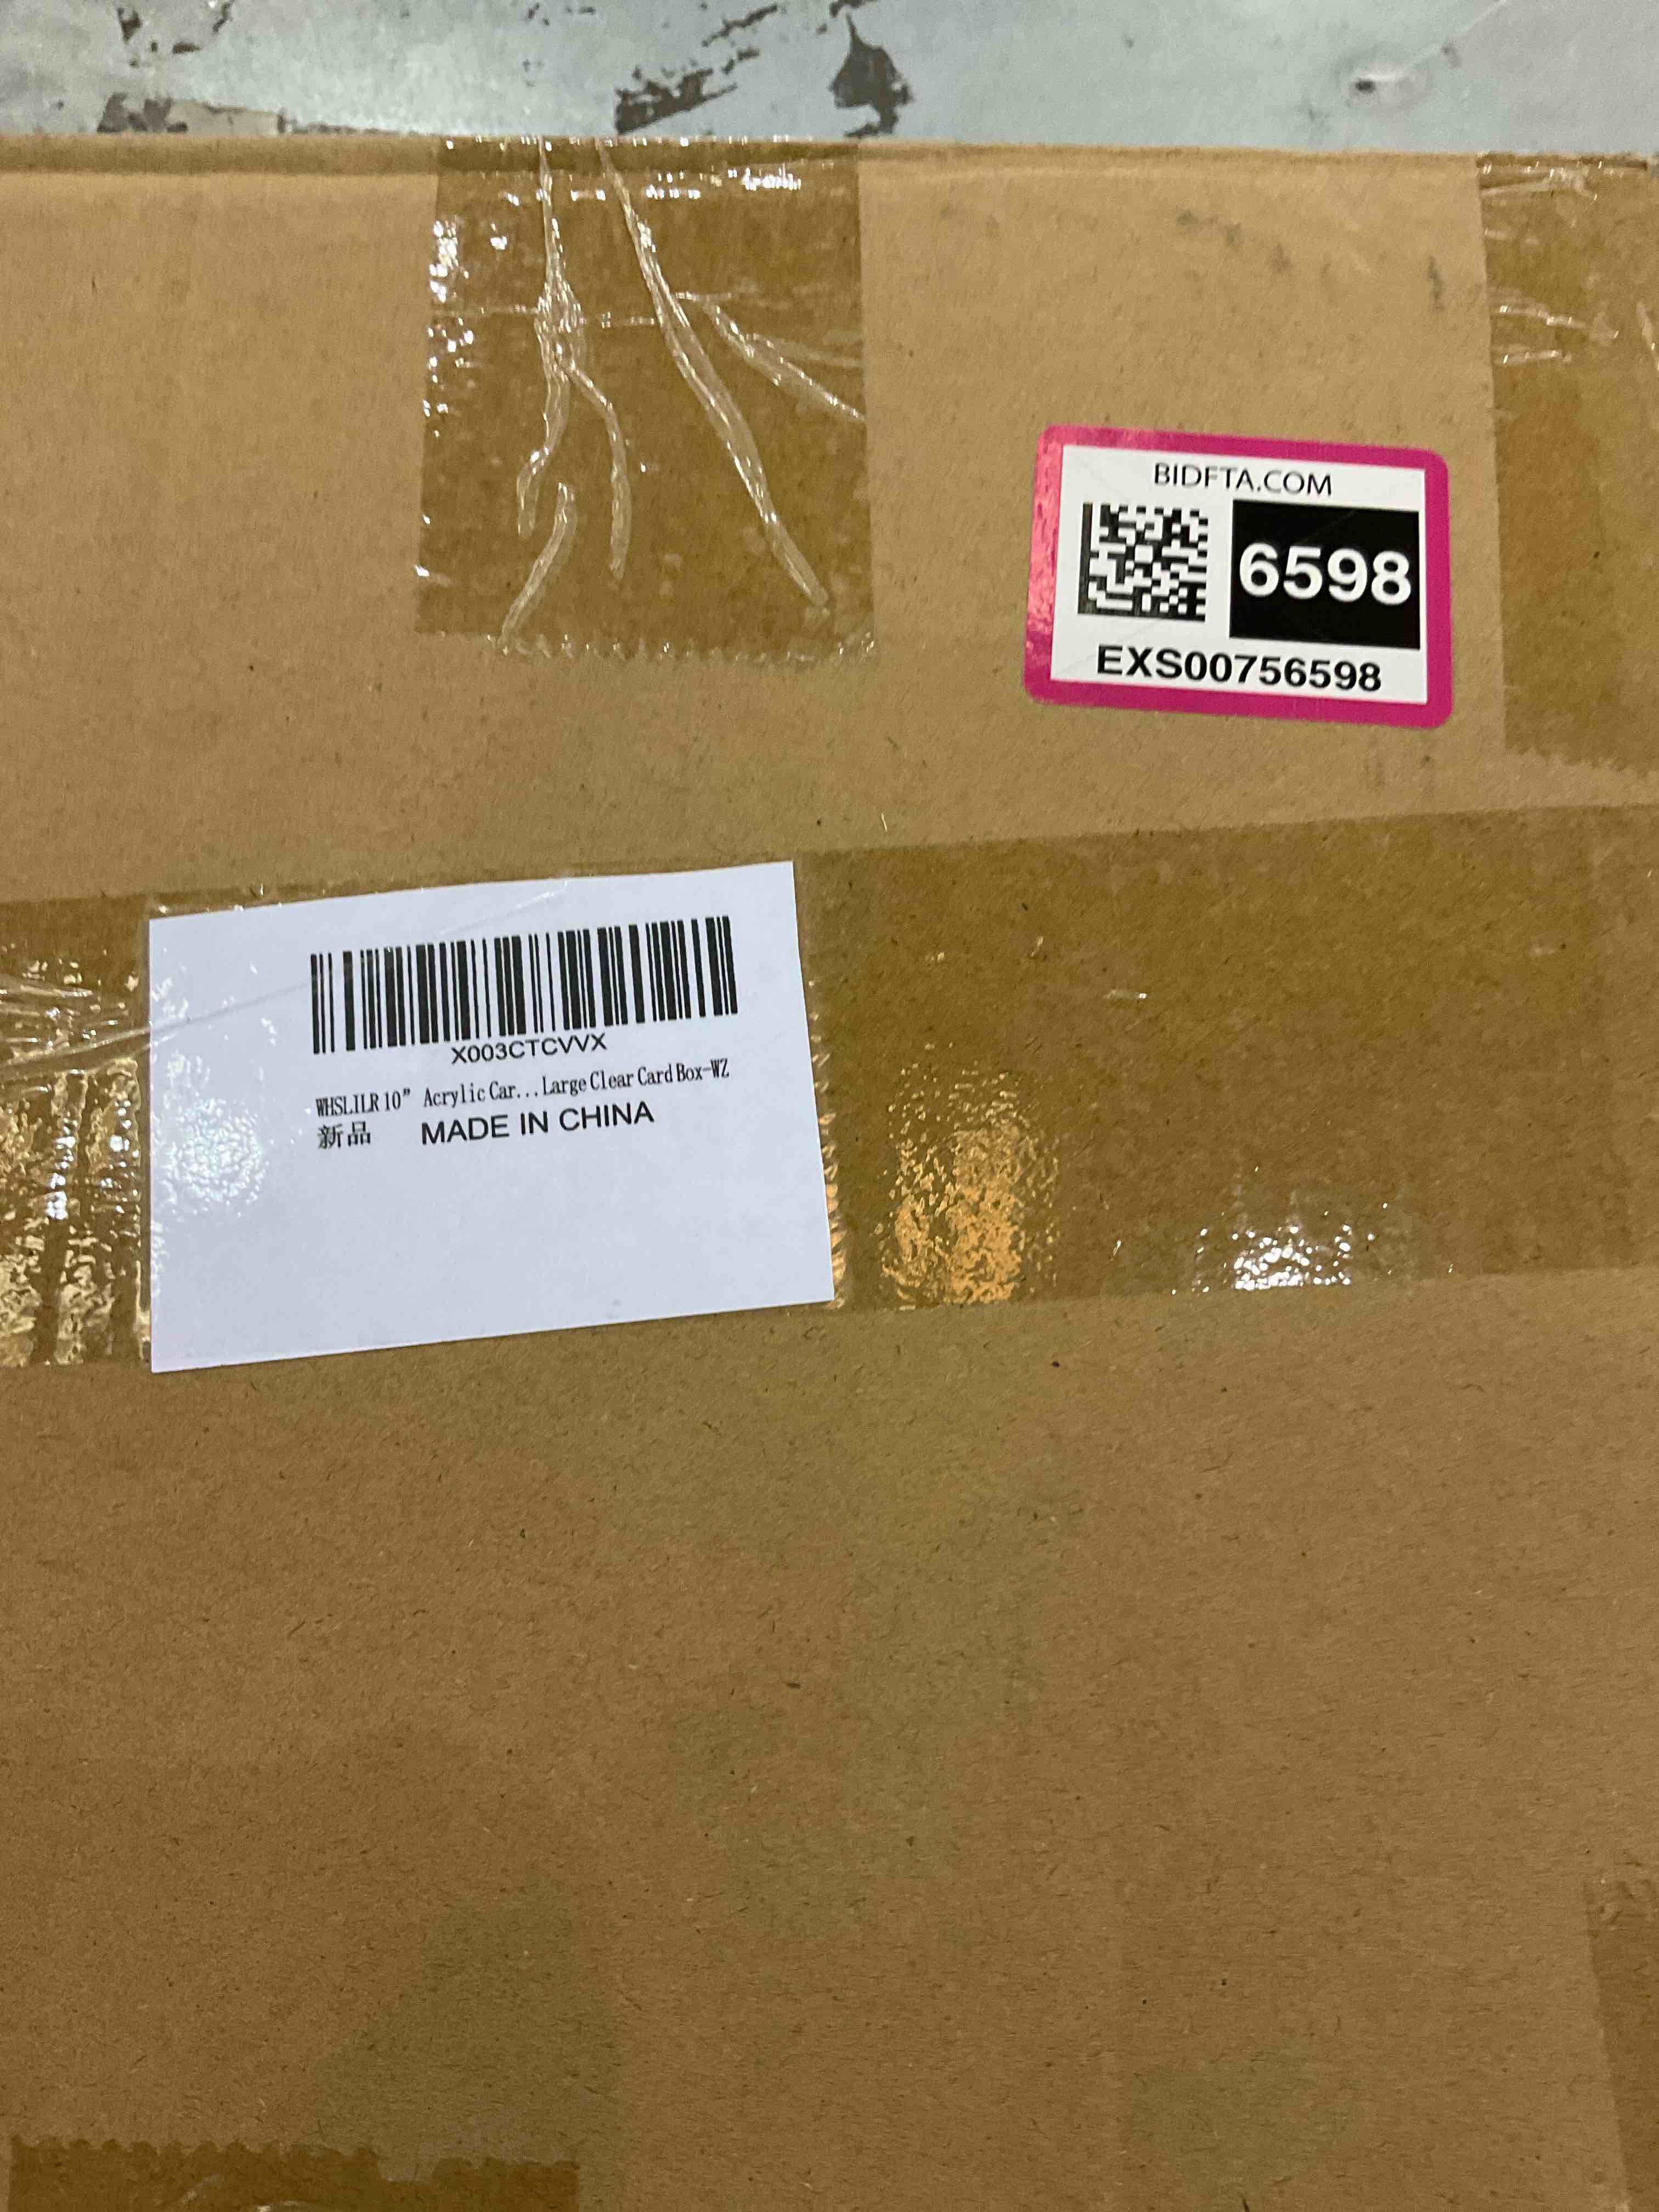 BIDFTA.COM
6598
EXS00756598
X003CTCVVX
WHSLILR 10” Acrylic Car...Large Clear Card Box-WZ
新品 MADE IN CHINA